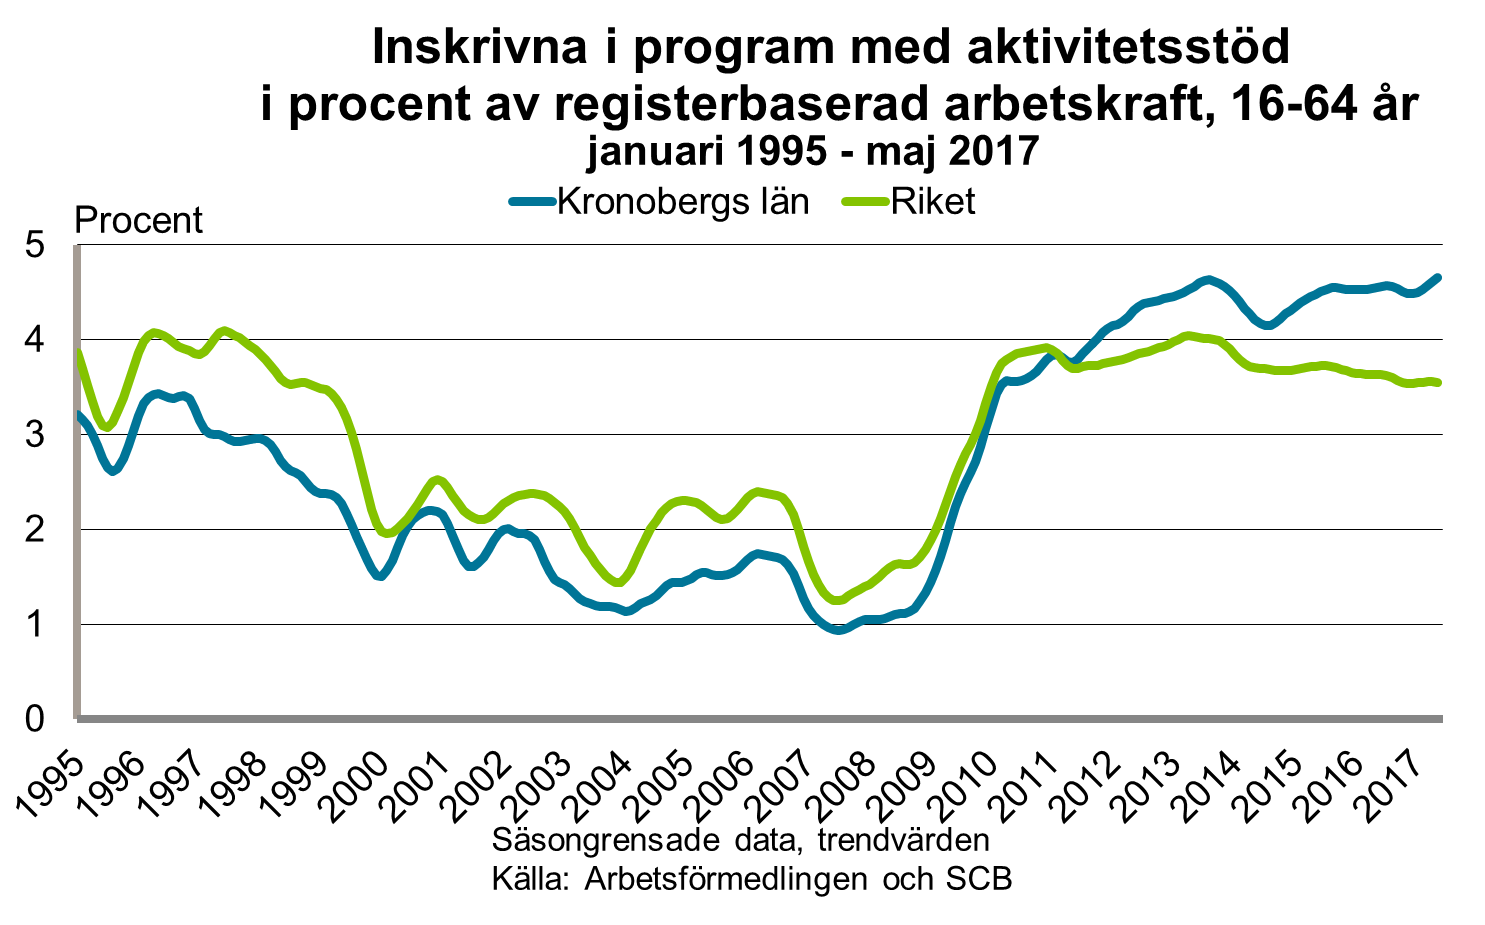 Inskrivna i program med aktivitetsstöd
i procent av registerbaserad arbetskraft, 16-64 år
januari 1995 - maj 2017
Kronobergs län Riket
Procent
5
4
3
2
1
0
1995 1996 1997 1998 1999 2000 2001 2002 2003 2004 2005 2006 2007 2008 2009 2010 2011 2012 2013 2014 2015 2016 2017
Säsongrensade data, trendvärden
Källa: Arbetsförmedlingen och SCB